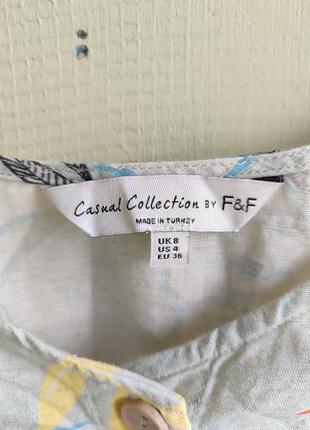 Casual Collection BY F&F
MADE IN TURKEY
UK 8
US 4
EU 36